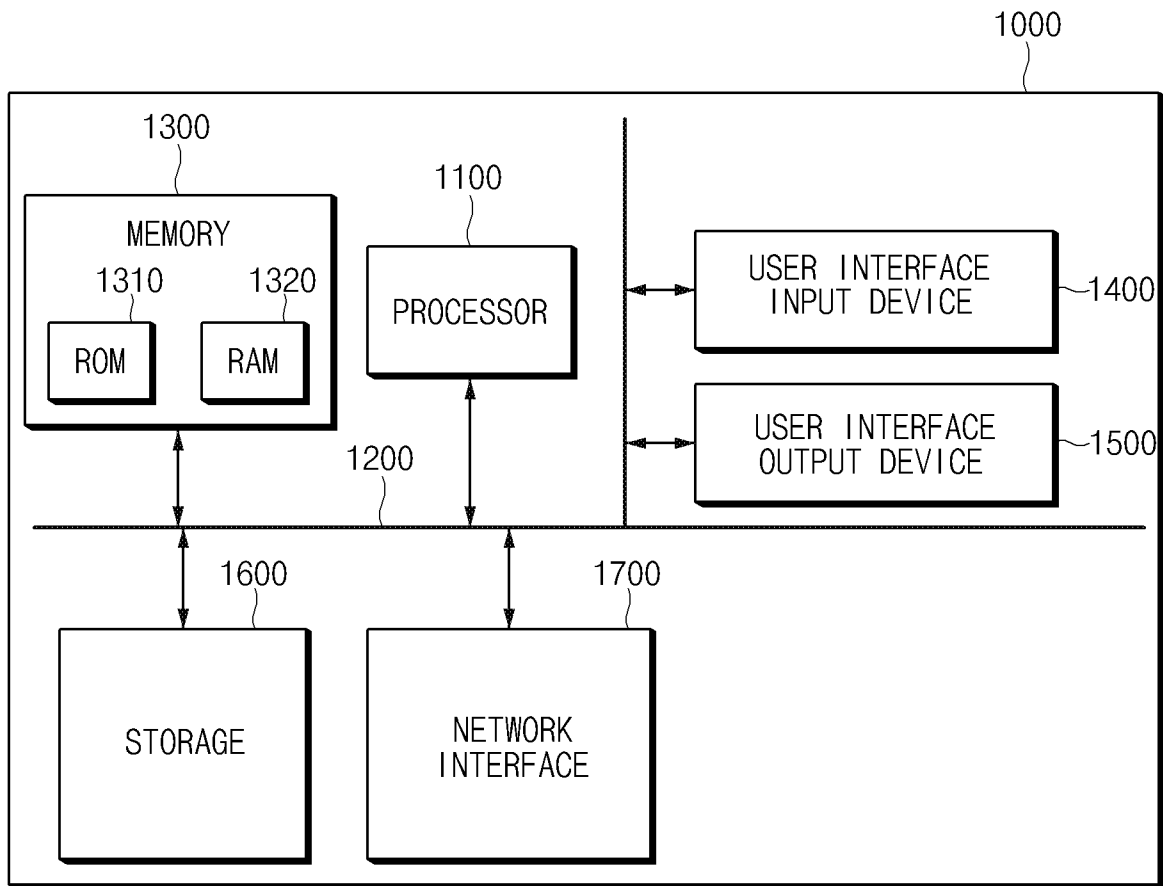 1000
1300
MEMORY
1310
1320
ROM
RAM
1100
PROCESSOR
USER INTERFACE
INPUT DEVICE
1400
USER INTERFACE
OUTPUT DEVICE
1500
1200
1600
STORAGE
1700
NETWORK
INTERFACE